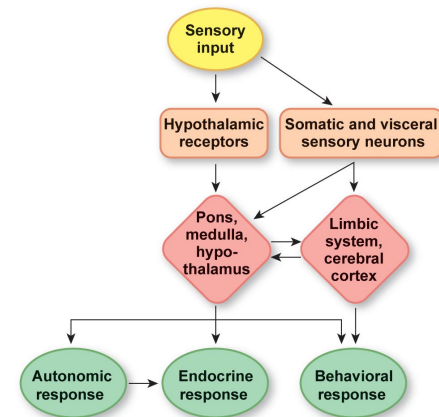 Sensory
input
Hypothalamic
receptors
Somatic and visceral
sensory neurons
Pons,
medulla,
hypo-
thalamus
Limbic
system,
cerebral
cortex
Autonomic
response
Endocrine
response
Behavioral
response